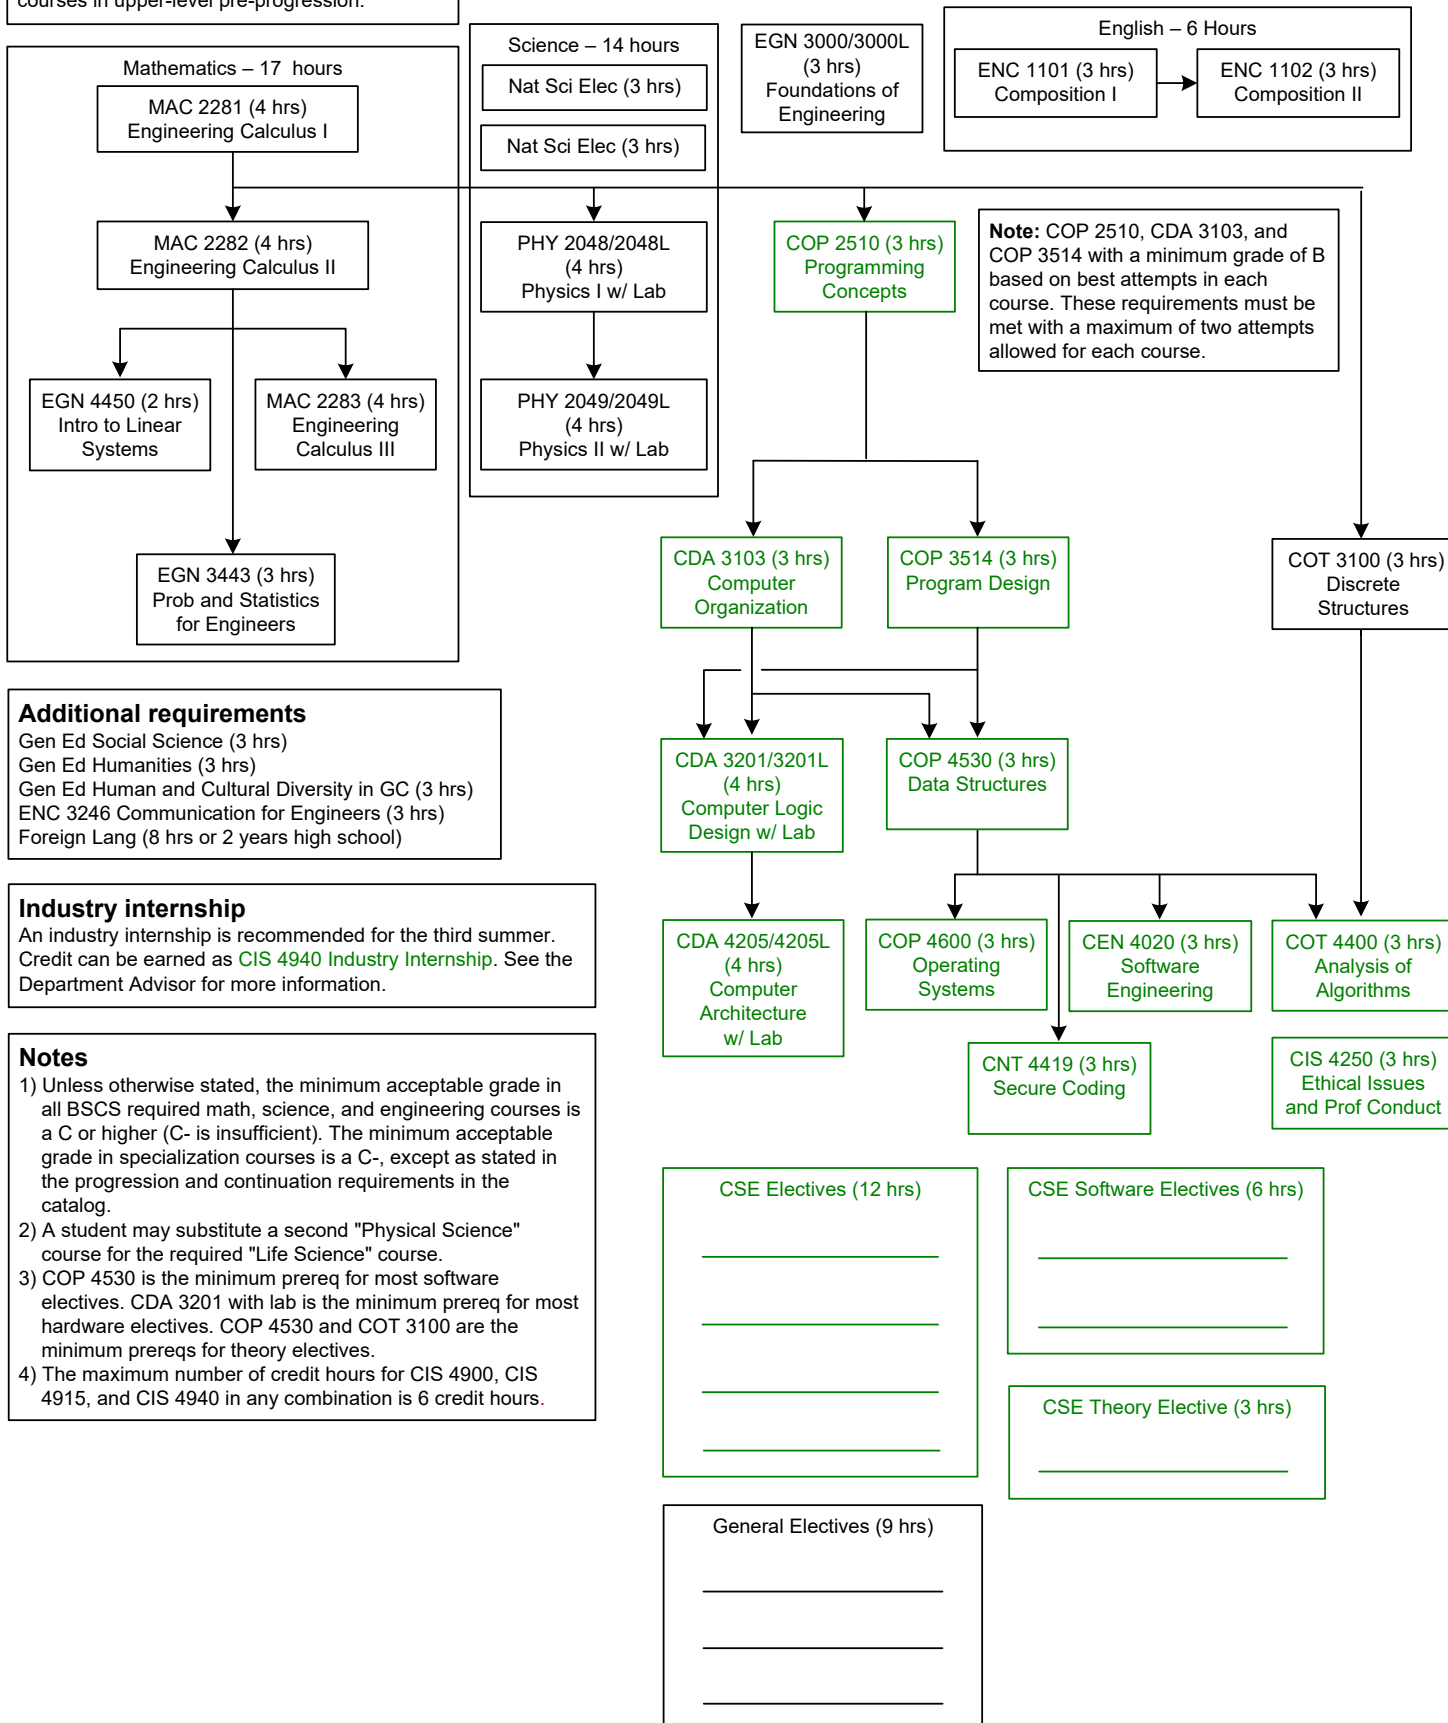 courses in upper-level pre-progression.
Mathematics – 17 hours
MAC 2281 (4 hrs)
Engineering Calculus I
MAC 2282 (4 hrs)
Engineering Calculus II
EGN 4450 (2 hrs)
Intro to Linear
Systems
MAC 2283 (4 hrs)
Engineering
Calculus III
EGN 3443 (3 hrs)
Prob and Statistics
for Engineers
Science – 14 hours
Nat Sci Elec (3 hrs)
Nat Sci Elec (3 hrs)
PHY 2048/2048L
(4 hrs)
Physics I w/ Lab
PHY 2049/2049L
(4 hrs)
Physics II w/ Lab
EGN 3000/3000L
(3 hrs)
Foundations of
Engineering
English – 6 Hours
ENC 1101 (3 hrs)
Composition I
ENC 1102 (3 hrs)
Composition II
COP 2510 (3 hrs)
Programming
Concepts
Note: COP 2510, CDA 3103, and
COP 3514 with a minimum grade of B
based on best attempts in each
course. These requirements must be
met with a maximum of two attempts
allowed for each course.
CDA 3103 (3 hrs)
Computer
Organization
COP 3514 (3 hrs)
Program Design
COT 3100 (3 hrs)
Discrete
Structures
CDA 3201/3201L
(4 hrs)
Computer Logic
Design w/ Lab
COP 4530 (3 hrs)
Data Structures
CDA 4205/4205L
(4 hrs)
Computer
Architecture
w/ Lab
COP 4600 (3 hrs)
Operating
Systems
CEN 4020 (3 hrs)
Software
Engineering
COT 4400 (3 hrs)
Analysis of
Algorithms
CNT 4419 (3 hrs)
Secure Coding
CIS 4250 (3 hrs)
Ethical Issues
and Prof Conduct
Additional requirements
Gen Ed Social Science (3 hrs)
Gen Ed Humanities (3 hrs)
Gen Ed Human and Cultural Diversity in GC (3 hrs)
ENC 3246 Communication for Engineers (3 hrs)
Foreign Lang (8 hrs or 2 years high school)
Industry internship
An industry internship is recommended for the third summer.
Credit can be earned as CIS 4940 Industry Internship. See the
Department Advisor for more information.
Notes
1) Unless otherwise stated, the minimum acceptable grade in
all BSCS required math, science, and engineering courses is
a C or higher (C- is insufficient). The minimum acceptable
grade in specialization courses is a C-, except as stated in
the progression and continuation requirements in the
catalog.
2) A student may substitute a second "Physical Science"
course for the required "Life Science" course.
3) COP 4530 is the minimum prereq for most software
electives. CDA 3201 with lab is the minimum prereq for most
hardware electives. COP 4530 and COT 3100 are the
minimum prereqs for theory electives.
4) The maximum number of credit hours for CIS 4900, CIS
4915, and CIS 4940 in any combination is 6 credit hours.
CSE Electives (12 hrs)
CSE Software Electives (6 hrs)
CSE Theory Elective (3 hrs)
General Electives (9 hrs)